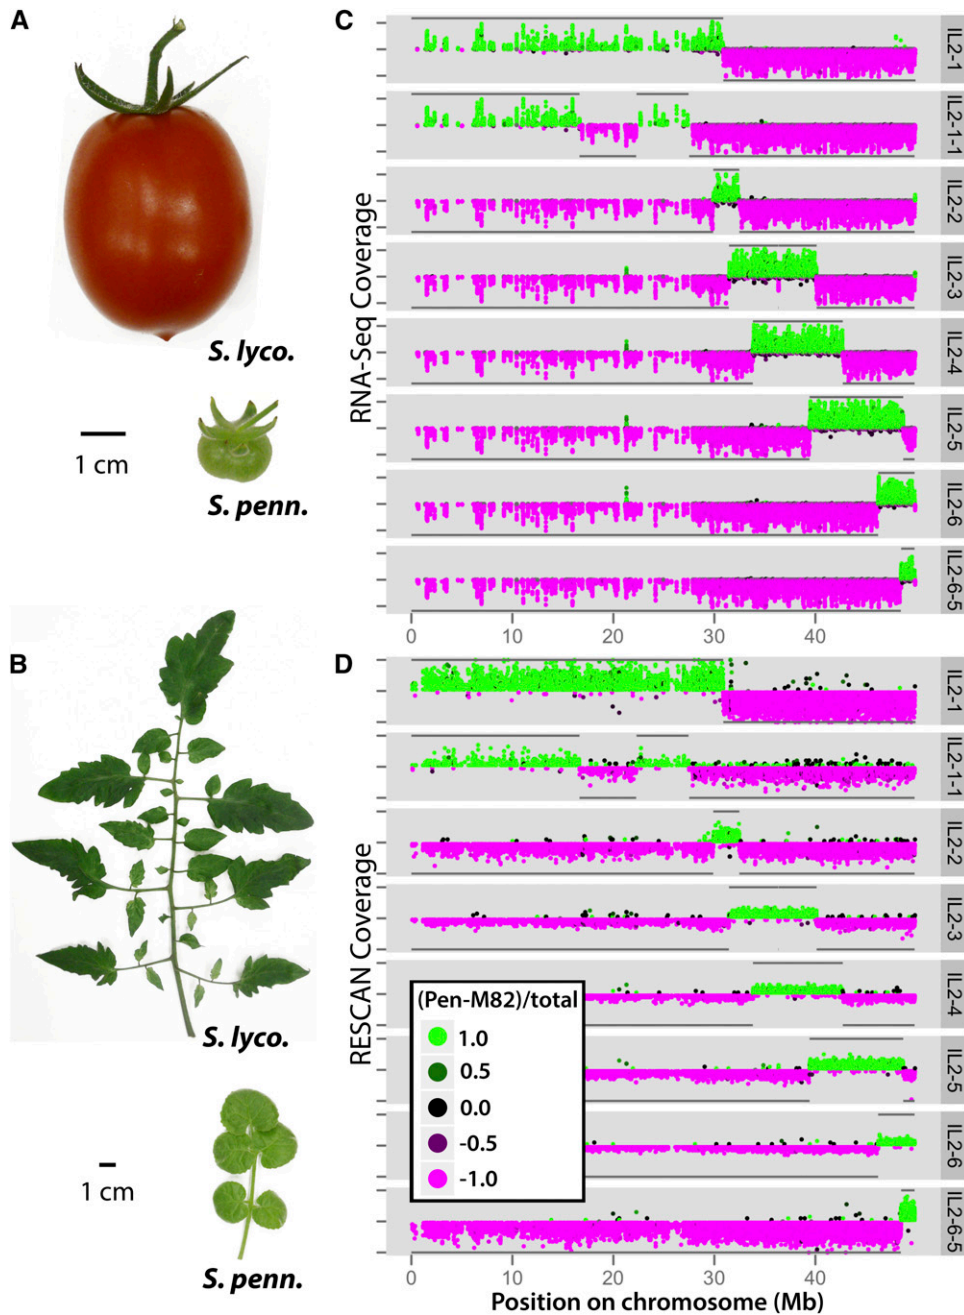 A
S. lyco.
1 cm
S. penn.
B
S. lyco.
1 cm
S. penn.
C
RNA-Seq Coverage
IL2-1
IL2-1-1
IL2-2
IL2-3
IL2-4
IL2-5
IL2-6
IL2-6-5
0 10 20 30 40
D
RESCAN Coverage
IL2-1
IL2-1-1
IL2-2
IL2-3
IL2-4
IL2-5
IL2-6
IL2-6-5
(Pen-M82)/total
1.0
0.5
0.0
-0.5
-1.0
0 10 20 30 40
Position on chromosome (Mb)